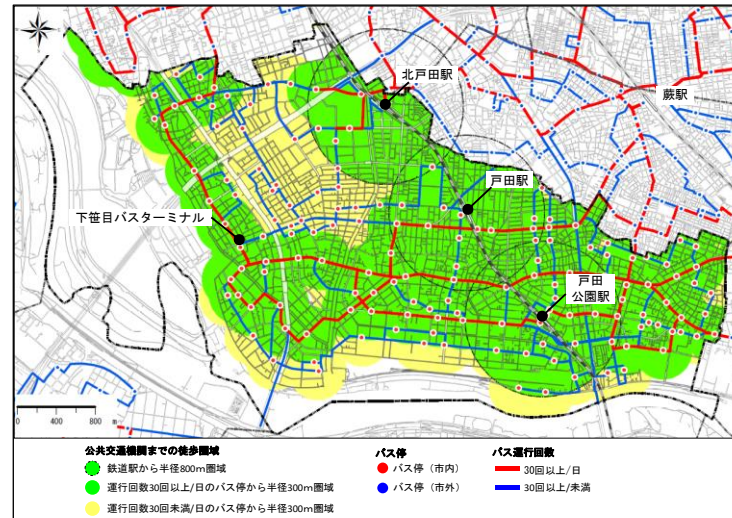 北戸田駅
蕨駅
戸田駅
下笹目バスターミナル
戸田
公園駅
0 400 800 m
公共交通機関までの徒歩圏域
鉄道駅から半径800m圏域
運行回数30回以上/日のバス停から半径300m圏域
運行回数30回未満/日のバス停から半径300m圏域
バス停
バス停（市内）
バス停（市外）
バス運行回数
30回以上/日
30回以上/未満